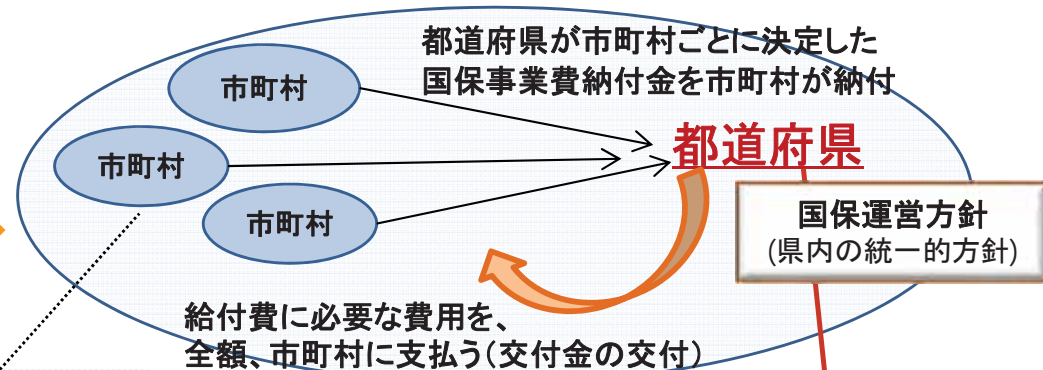 都道府県が市町村ごとに決定した
国保事業費納付金を市町村が納付
市町村
市町村
市町村
都道府県
国保運営方針
(県内の統一的方針)
給付費に必要な費用を、
全額、市町村に支払う(交付金の交付)